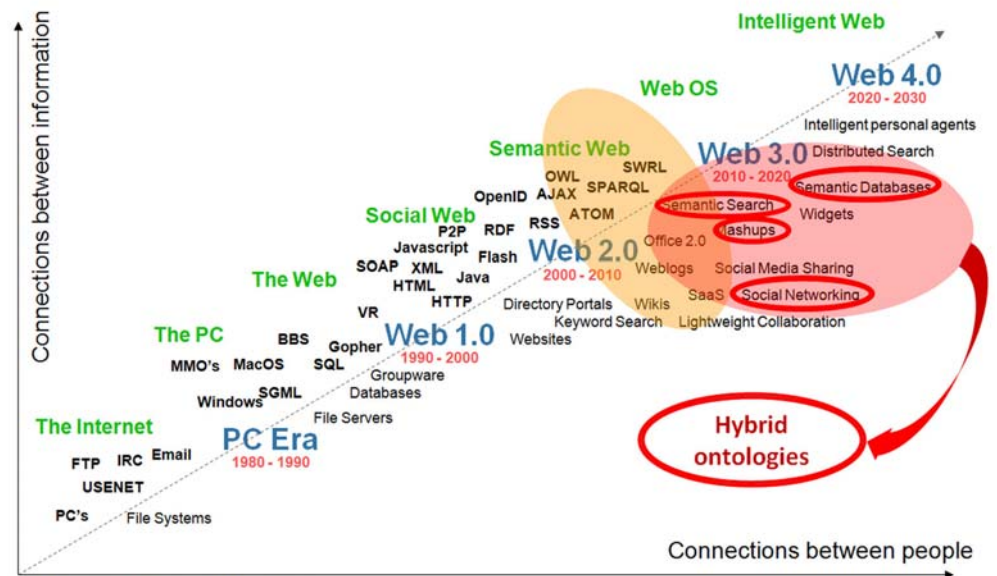 Intelligent Web
Web 4.0
2020 - 2030
Web OS
Intelligent personal agents
Web 3.0
2010 - 2020
Distributed Search
Semantic Web
SWRL
OWL
SPARQL
Semantic Databases
OpenID
AJAX
Semantic Search
Widgets
ATOM
Social Web
P2P
RDF
RSS
Mashups
Office 2.0
Javascript
Flash
Web 2.0
2000 - 2010
The Web
SOAP
XML
Java
HTML
Weblogs
Social Media Sharing
HTTP
SaaS
Social Networking
Directory Portals
Wikis
VR
Keyword Search
Lightweight Collaboration
The PC
BBS
Gopher
Web 1.0
1990 - 2000
Websites
MMO's
MacOS
SQL
Groupware
Windows
SGML
Databases
File Servers
The Internet
PC Era
1980 - 1990
Hybrid
ontologies
FTP
IRC
Email
USENET
PC's
File Systems
Connections between information
Connections between people